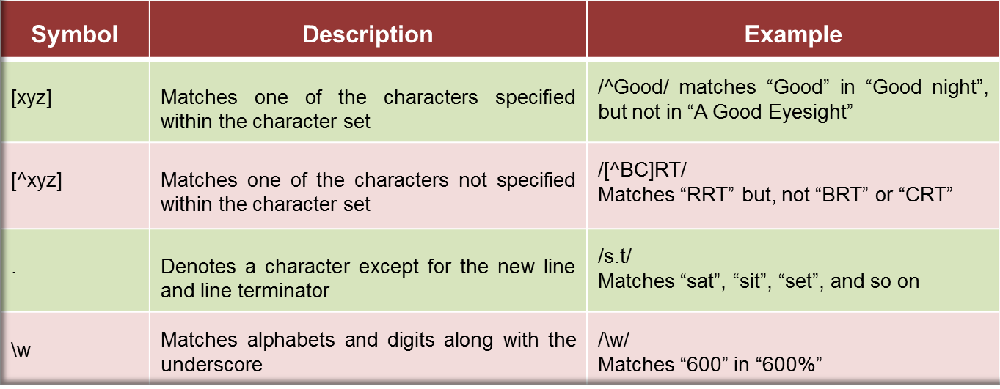 Symbol Description Example
[xyz]
Matches one of the characters specified
within the character set
/^Good/ matches “Good” in “Good night”,
but not in “A Good Eyesight”
[^xyz]
Matches one of the characters not specified
within the character set
/[^BC]RT/
Matches “RRT” but, not “BRT” or “CRT”
.
Denotes a character except for the new line
and line terminator
/s.t/
Matches “sat”, “sit”, “set”, and so on
\w
Matches alphabets and digits along with the
underscore
/\w/
Matches “600” in “600%”